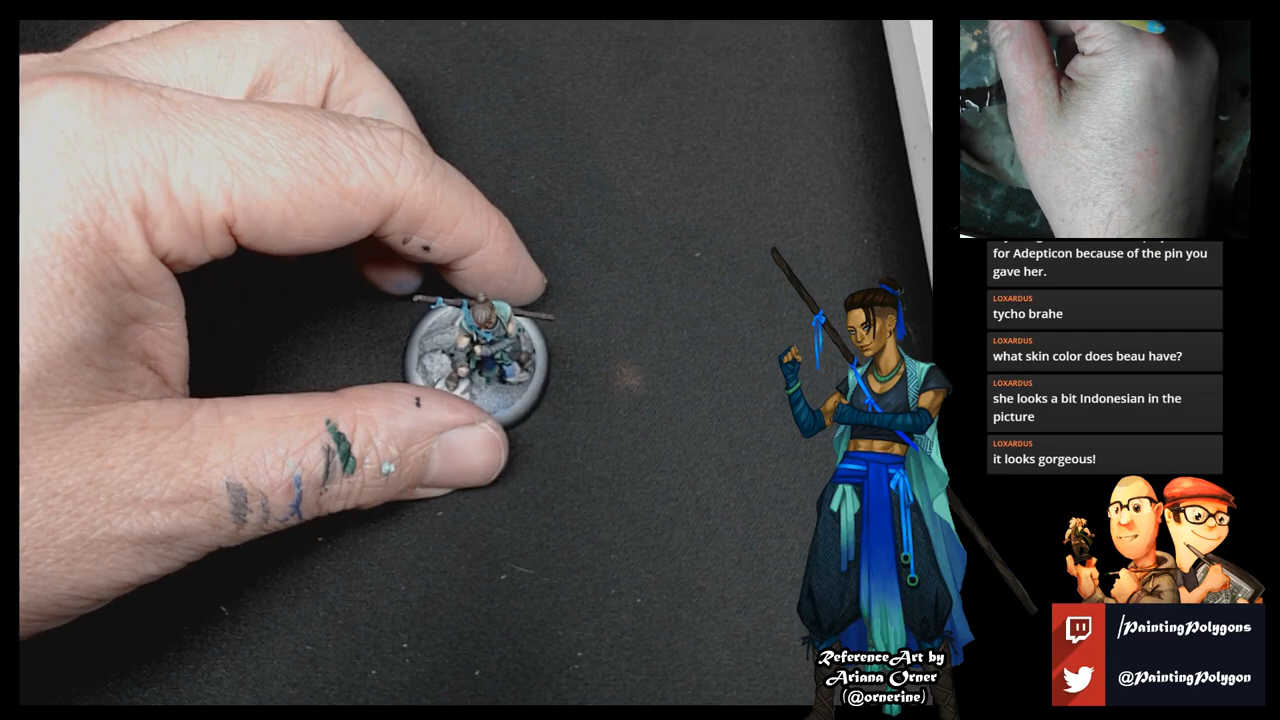 for Adepticon because of the pin you
gave her.
LOXARDUS
tycho brahe
LOXARDUS
what skin color does beau have?
LOXARDUS
she looks a bit Indonesian in the
picture
LOXARDUS
it looks gorgeous!
/PaintingPolygons
@PaintingPolygon
Reference Art by
Ariana Orner
(@ornerine)